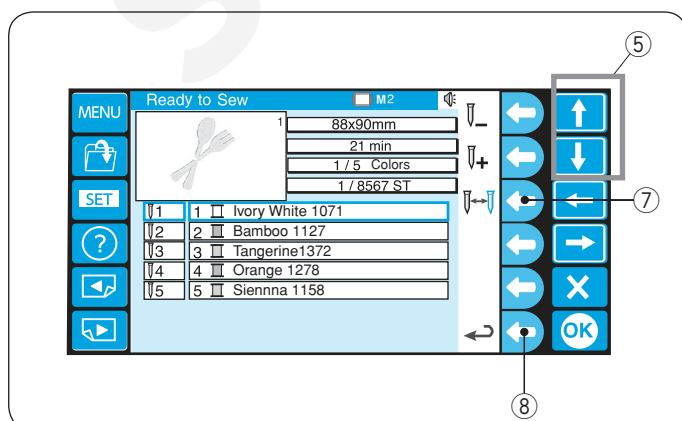 ⑤
MENU
Ready to Sew
M2
1
88x90mm
21 min
1 / 5 Colors
1 / 8567 ST
SET
1 1 Ivory White 1071
2 2 Bamboo 1127
3 3 Tangerine1372
4 4 Orange 1278
5 5 Siennna 1158
?
⑦
OK
⑧